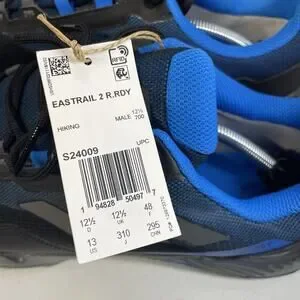 RFID
EASTRAIL 2 R.RDY
HIKING
MALE
12½
700
S24009
UPC
1 94828 50497 7
12½ 12½ 48
D UK F
13 310 295
US J CHN